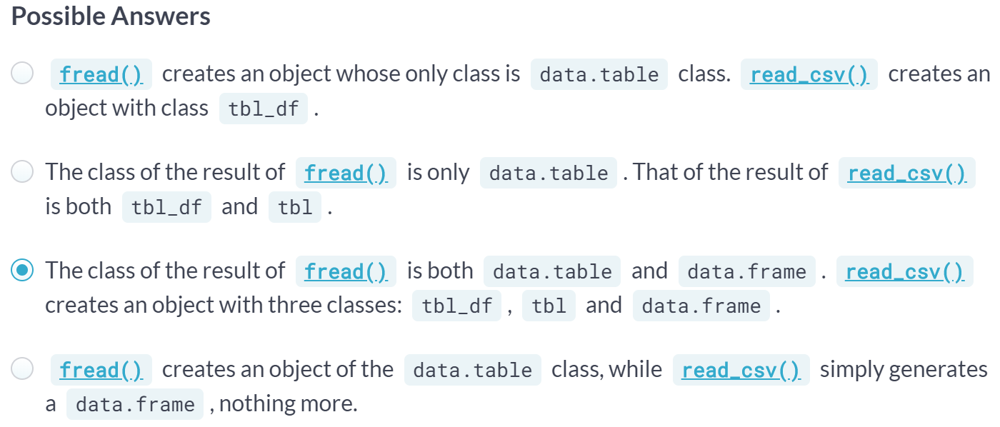 Possible Answers
fread() creates an object whose only class is data.table class. read_csv() creates an
object with class tbl_df .
The class of the result of fread() is only data.table . That of the result of read_csv()
is both tbl_df and tbl .
The class of the result of fread() is both data.table and data.frame . read_csv()
creates an object with three classes: tbl_df , tbl and data.frame .
fread() creates an object of the data.table class, while read_csv() simply generates
a data.frame , nothing more.